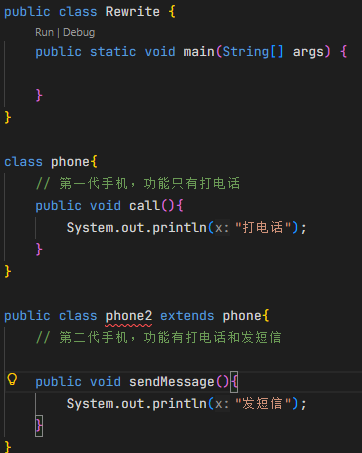 public class Rewrite {
Run | Debug
public static void main(String[] args) {
}
}
class phone{
// 第一代手机，功能只有打电话
public void call(){
System.out.println(x:"打电话");
}
}
public class phone2 extends phone{
// 第二代手机，功能有打电话和发短信
public void sendMessage(){
System.out.println(x:"发短信");
}
}